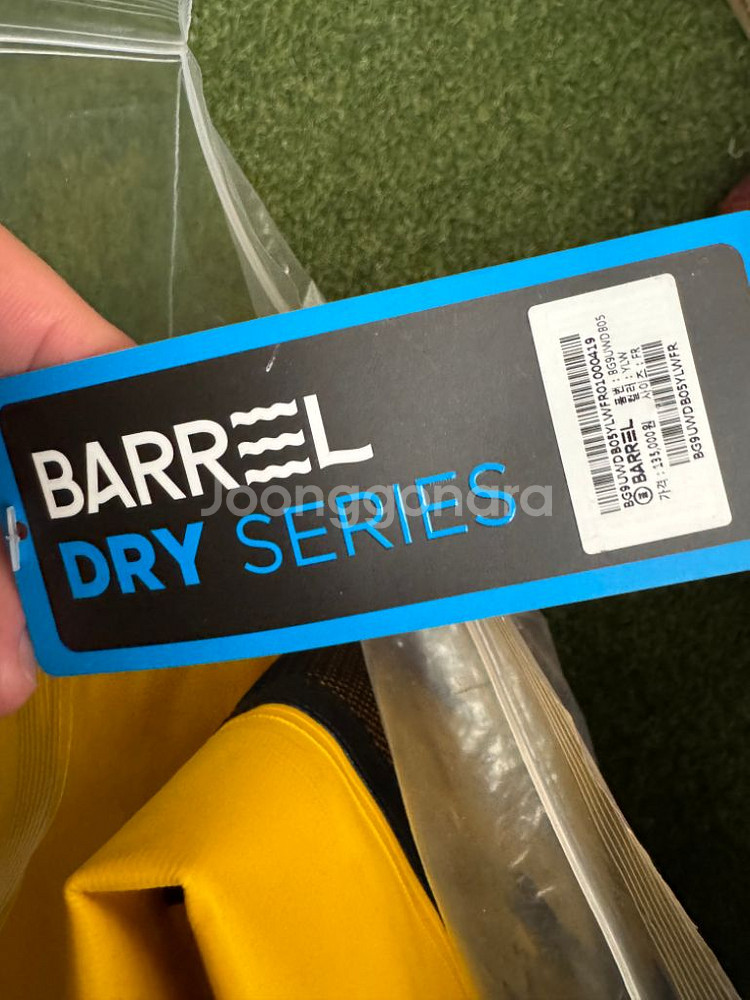 BARREL
DRY SERIES
BG9UWDB05YLWFR01000419
품번 : BG9UWDB05
BARREL 컬러 : YLW
가격 : 135,000원 사이즈 : FR
BG9UWDB05YLWFR
Joonggonara